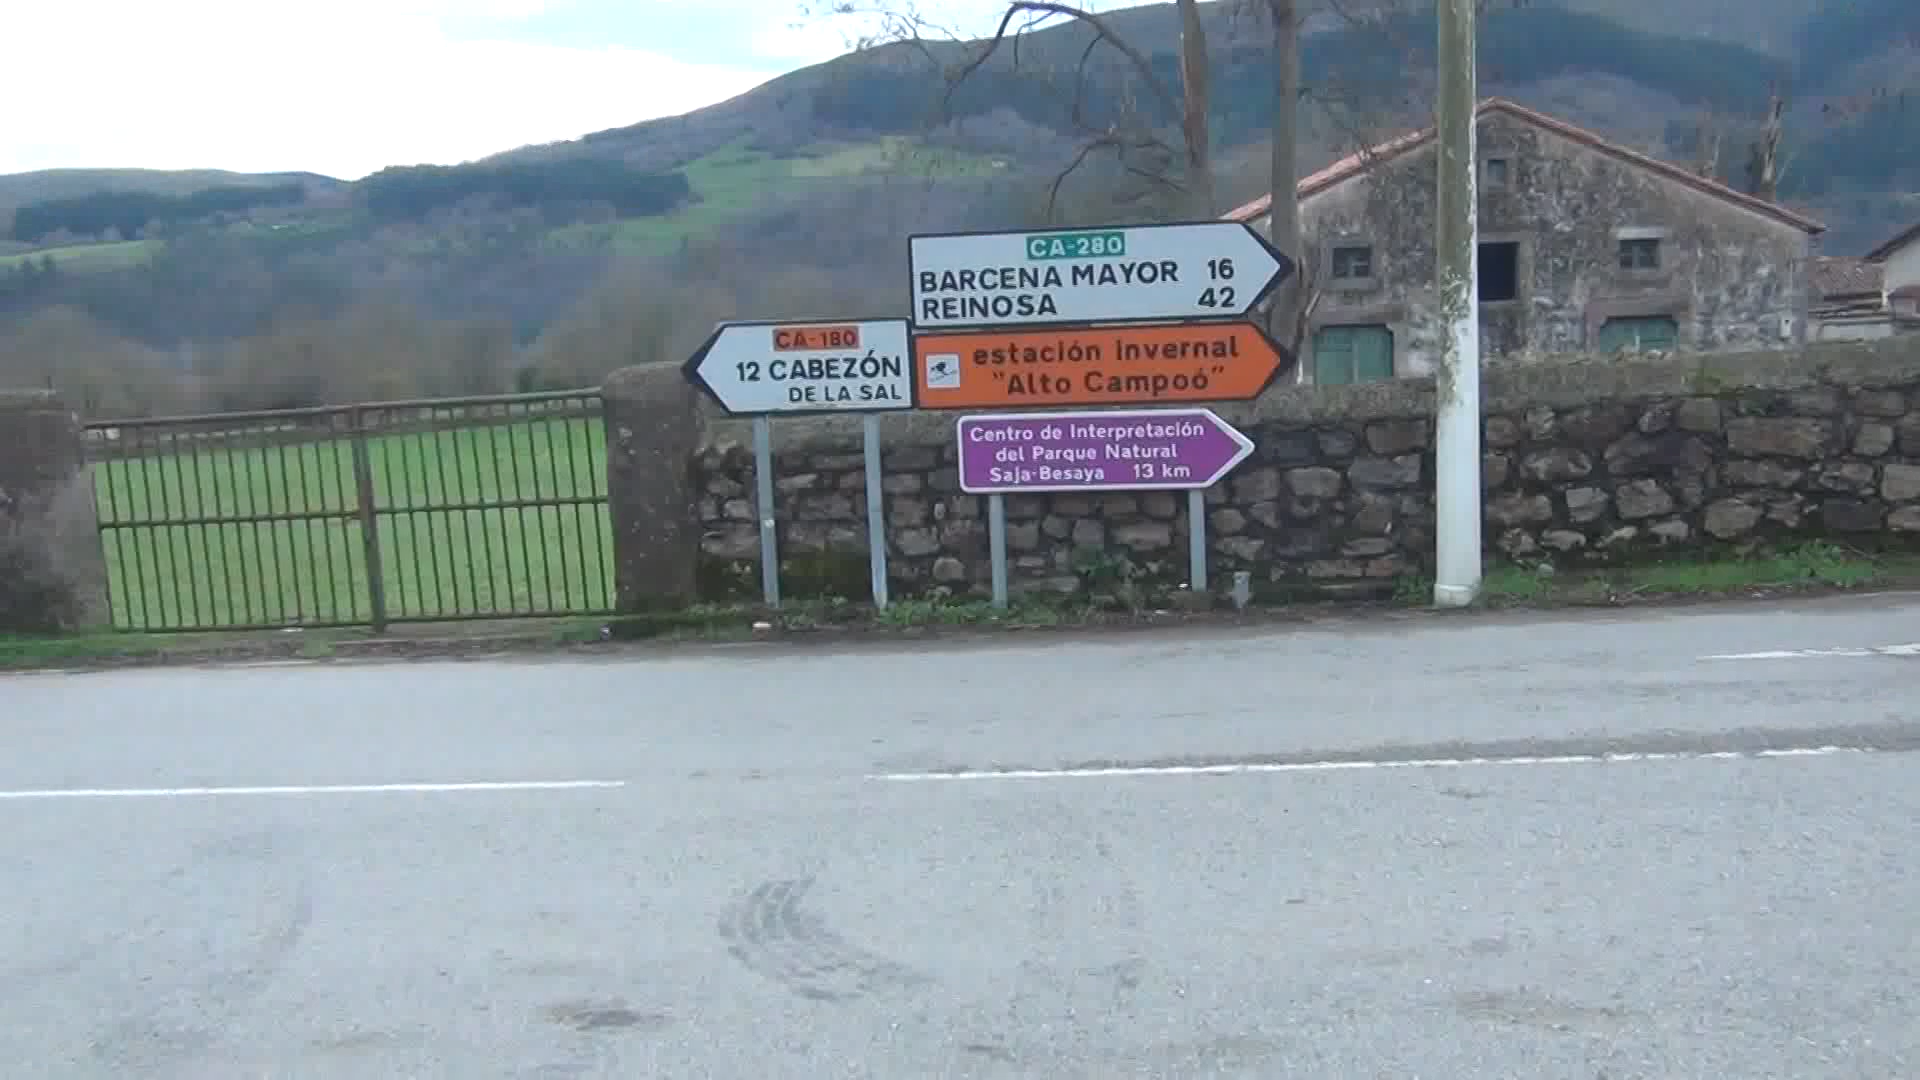 CA-280
BARCENA MAYOR 16
REINOSA 42
CA-180
12 CABEZÓN
DE LA SAL
estación invernal
"Alto Campoó"
Centro de Interpretación
del Parque Natural
Saja-Besaya 13 km